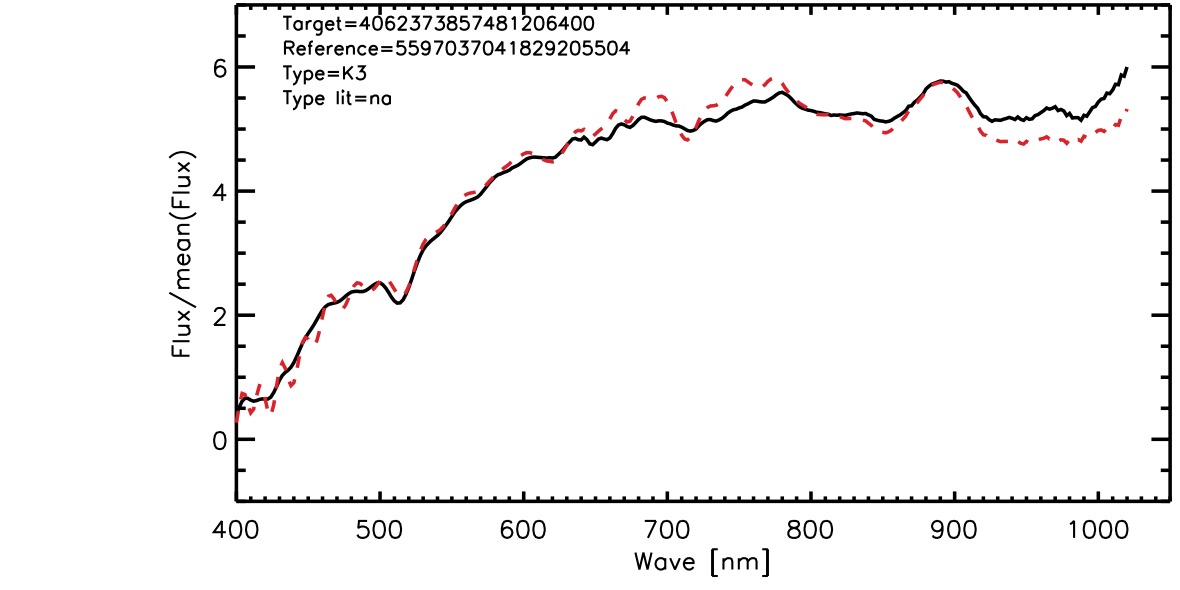 Target=4062373857481206400
Reference=5597037041829205504
Type=K3
Type lit=na
6
4
2
0
Flux/mean(Flux)
400 500 600 700 800 900 1000
Wave [nm]